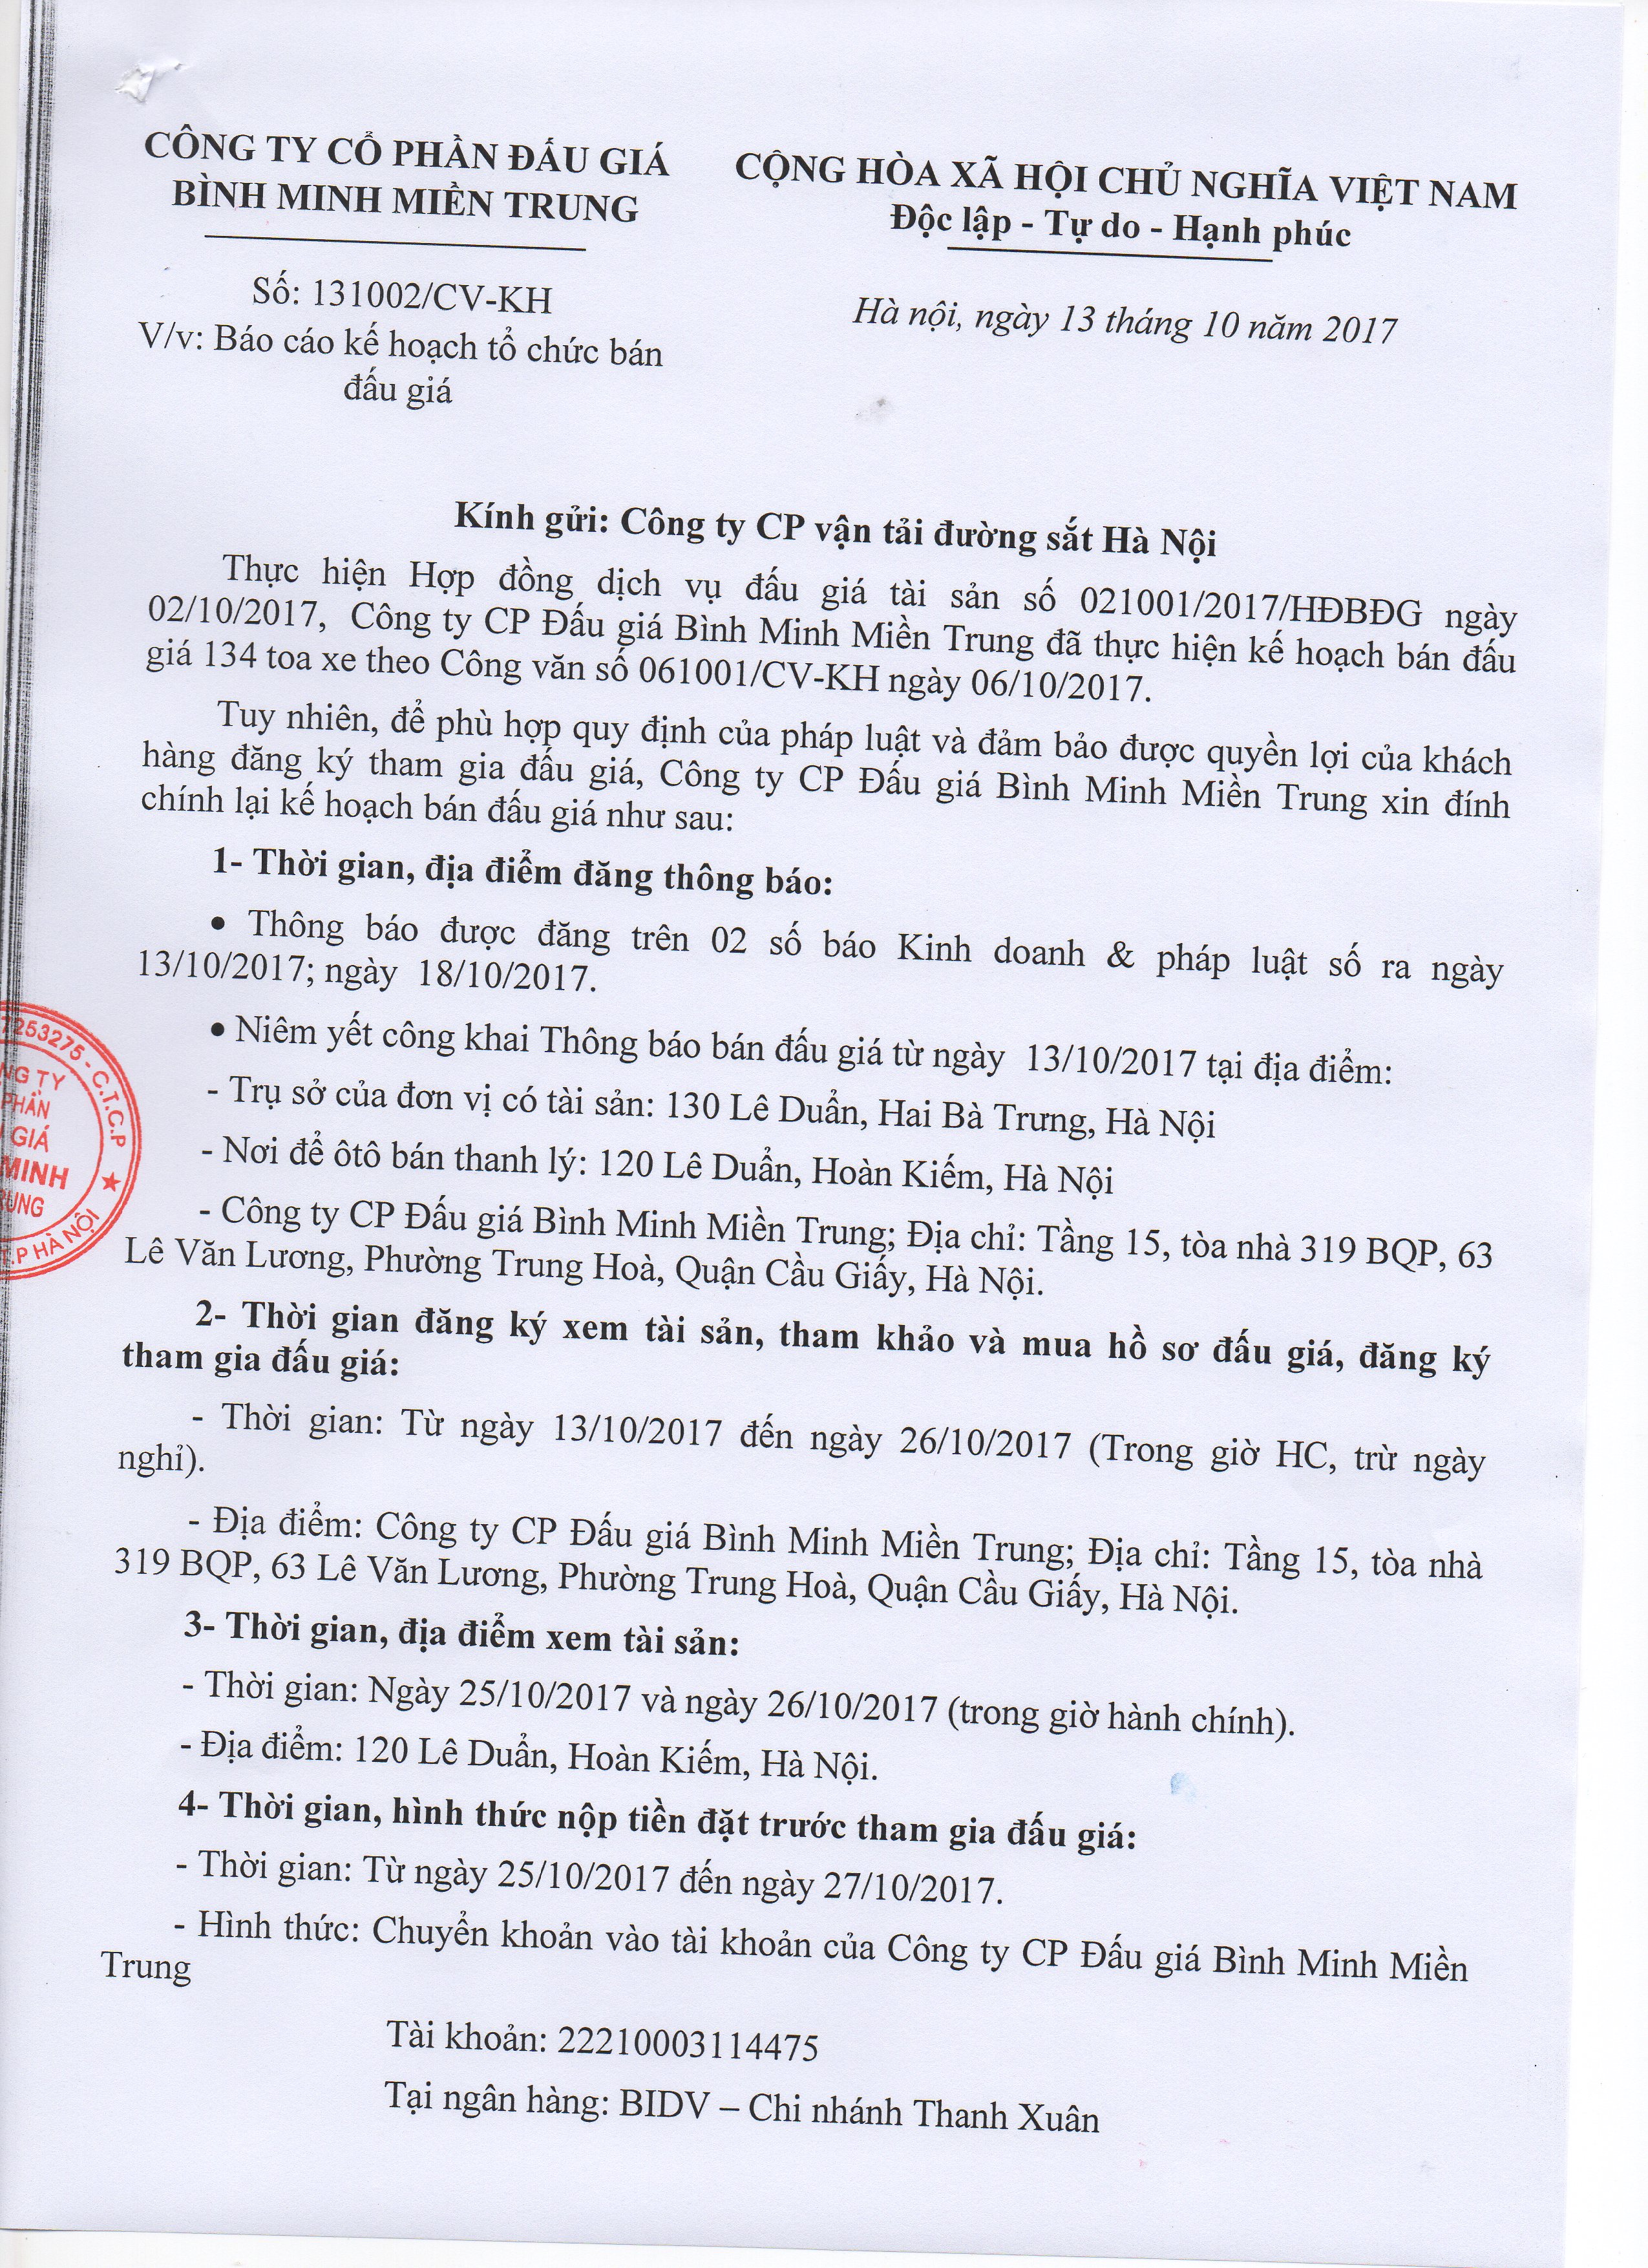 CÔNG TY CỔ PHẦN ĐẤU GIÁ
BÌNH MINH MIỀN TRUNG
CỘNG HÒA XÃ HỘI CHỦ NGHĨA VIỆT NAM
Độc lập - Tự do - Hạnh phúc
Số: 131002/CV-KH
V/v: Báo cáo kế hoạch tổ chức bán
đấu giá
Hà nội, ngày 13 tháng 10 năm 2017
Kính gửi: Công ty CP vận tải đường sắt Hà Nội
Thực hiện Hợp đồng dịch vụ đấu giá tài sản số 021001/2017/HĐBĐG ngày
02/10/2017, Công ty CP Đấu giá Bình Minh Miền Trung đã thực hiện kế hoạch bán đấu
giá 134 toa xe theo Công văn số 061001/CV-KH ngày 06/10/2017.
Tuy nhiên, để phù hợp quy định của pháp luật và đảm bảo được quyền lợi của khách
hàng đăng ký tham gia đấu giá, Công ty CP Đấu giá Bình Minh Miền Trung xin đính
chính lại kế hoạch bán đấu giá như sau:
1- Thời gian, địa điểm đăng thông báo:
• Thông báo được đăng trên 02 số báo Kinh doanh & pháp luật số ra ngày
13/10/2017; ngày 18/10/2017.
• Niêm yết công khai Thông báo bán đấu giá từ ngày 13/10/2017 tại địa điểm:
- Trụ sở của đơn vị có tài sản: 130 Lê Duẩn, Hai Bà Trưng, Hà Nội
- Nơi để ôtô bán thanh lý: 120 Lê Duẩn, Hoàn Kiếm, Hà Nội
- Công ty CP Đấu giá Bình Minh Miền Trung; Địa chỉ: Tầng 15, tòa nhà 319 BQP, 63
Lê Văn Lương, Phường Trung Hoà, Quận Cầu Giấy, Hà Nội.
2- Thời gian đăng ký xem tài sản, tham khảo và mua hồ sơ đấu giá, đăng ký
tham gia đấu giá:
- Thời gian: Từ ngày 13/10/2017 đến ngày 26/10/2017 (Trong giờ HC, trừ ngày
nghỉ).
- Địa điểm: Công ty CP Đấu giá Bình Minh Miền Trung; Địa chỉ: Tầng 15, tòa nhà
319 BQP, 63 Lê Văn Lương, Phường Trung Hoà, Quận Cầu Giấy, Hà Nội.
3- Thời gian, địa điểm xem tài sản:
- Thời gian: Ngày 25/10/2017 và ngày 26/10/2017 (trong giờ hành chính).
- Địa điểm: 120 Lê Duẩn, Hoàn Kiếm, Hà Nội.
4- Thời gian, hình thức nộp tiền đặt trước tham gia đấu giá:
- Thời gian: Từ ngày 25/10/2017 đến ngày 27/10/2017.
- Hình thức: Chuyển khoản vào tài khoản của Công ty CP Đấu giá Bình Minh Miền
Trung
Tài khoản: 22210003114475
Tại ngân hàng: BIDV – Chi nhánh Thanh Xuân
7253275 - C.T.C.P
TY
PHẦN
GIÁ
MINH
T.P HÀ NỘI